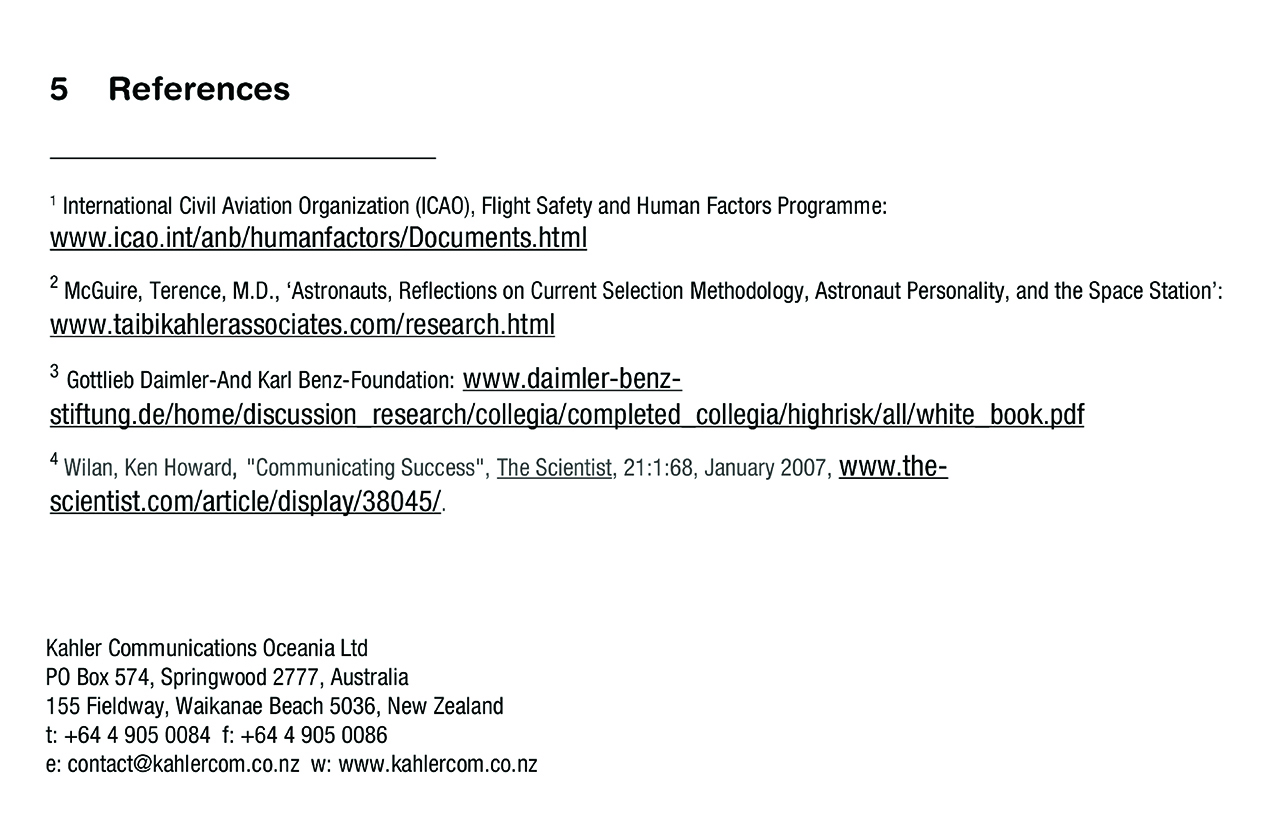 5 References
1 International Civil Aviation Organization (ICAO), Flight Safety and Human Factors Programme:
www.icao.int/anb/humanfactors/Documents.html
2 McGuire, Terence, M.D., ‘Astronauts, Reflections on Current Selection Methodology, Astronaut Personality, and the Space Station’:
www.taibikahlerassociates.com/research.html
3 Gottlieb Daimler-And Karl Benz-Foundation: www.daimler-benz-
stiftung.de/home/discussion_research/collegia/completed_collegia/highrisk/all/white_book.pdf
4 Wilan, Ken Howard, "Communicating Success", The Scientist, 21:1:68, January 2007, www.the-
scientist.com/article/display/38045/.
Kahler Communications Oceania Ltd
PO Box 574, Springwood 2777, Australia
155 Fieldway, Waikanae Beach 5036, New Zealand
t: +64 4 905 0084 f: +64 4 905 0086
e: contact@kahlercom.co.nz w: www.kahlercom.co.nz